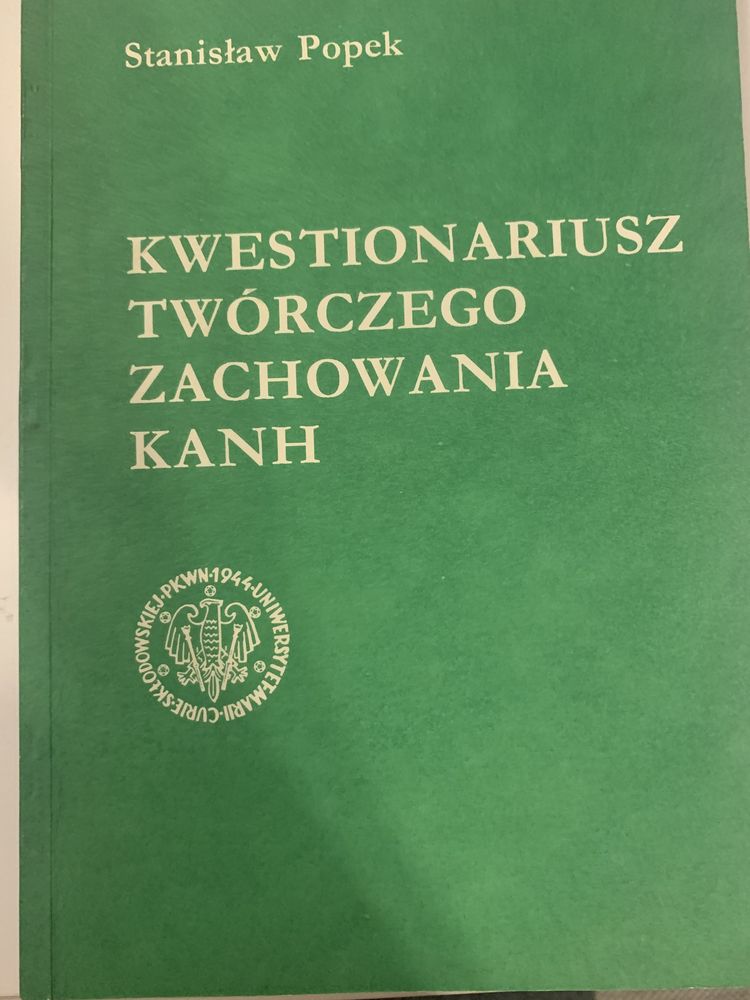 Stanisław Popek
KWESTIONARIUSZ
TWÓRCZEGO
ZACHOWANIA
KANH
PKWN·1944·UNIWERSYTET·MARII·CURIE·SKŁODOWSKIEJ·